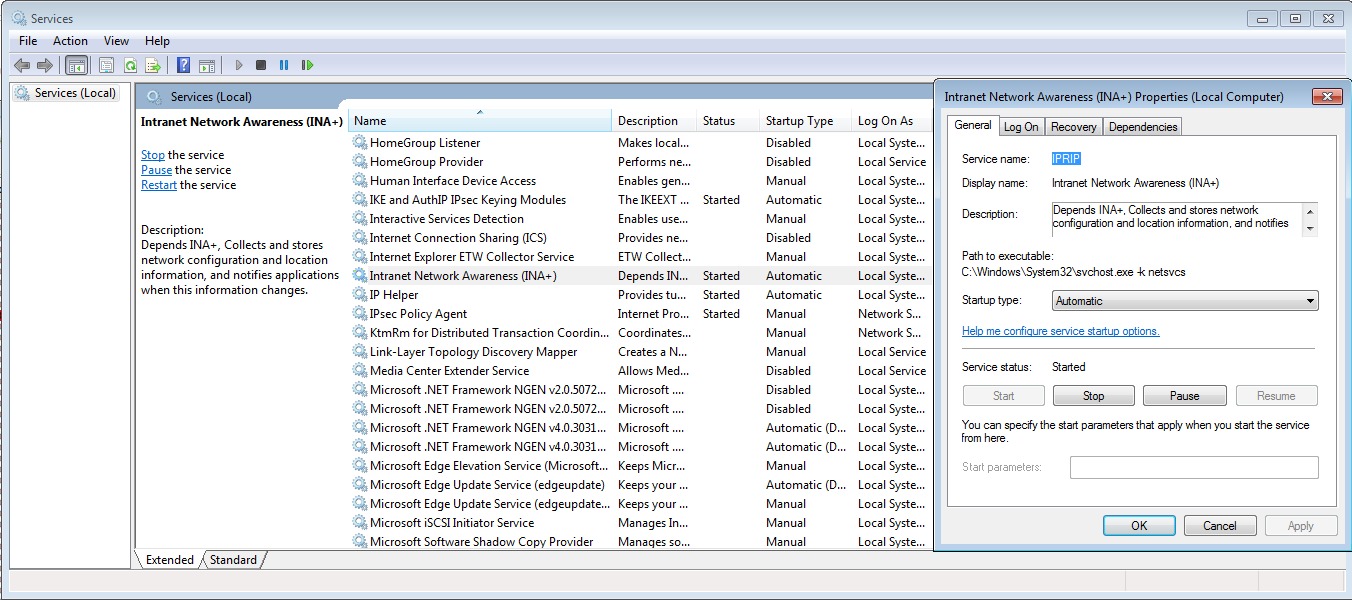 Services
File Action View Help
Services (Local)
Services (Local)
Intranet Network Awareness (INA+)
Stop the service
Pause the service
Restart the service
Description:
Depends INA+, Collects and stores
network configuration and location
information, and notifies applications
when this information changes.
Name Description Status Startup Type Log On As
HomeGroup Listener Makes local... Disabled Local Syste...
HomeGroup Provider Performs ne... Disabled Local Service
Human Interface Device Access Enables gen... Manual Local Syste...
IKE and AuthIP IPsec Keying Modules The IKEEXT ... Started Automatic Local Syste...
Interactive Services Detection Enables use... Manual Local Syste...
Internet Connection Sharing (ICS) Provides ne... Disabled Local Syste...
Internet Explorer ETW Collector Service ETW Collect... Manual Local Syste...
Intranet Network Awareness (INA+) Depends IN... Started Automatic Local Syste...
IP Helper Provides tu... Started Automatic Local Syste...
IPsec Policy Agent Internet Pro... Started Manual Network S...
KtmRm for Distributed Transaction Coordin... Coordinates... Manual Network S...
Link-Layer Topology Discovery Mapper Creates a N... Manual Local Service
Media Center Extender Service Allows Med... Disabled Local Service
Microsoft .NET Framework NGEN v2.0.5072... Microsoft .... Disabled Local Syste...
Microsoft .NET Framework NGEN v2.0.5072... Microsoft .... Disabled Local Syste...
Microsoft .NET Framework NGEN v4.0.3031... Microsoft .... Automatic (D... Local Syste...
Microsoft .NET Framework NGEN v4.0.3031... Microsoft .... Automatic (D... Local Syste...
Microsoft Edge Elevation Service (Microsoft... Keeps Micr... Manual Local Syste...
Microsoft Edge Update Service (edgeupdate) Keeps your ... Automatic (D... Local Syste...
Microsoft Edge Update Service (edgeupdate... Keeps your ... Manual Local Syste...
Microsoft iSCSI Initiator Service Manages In... Manual Local Syste...
Microsoft Software Shadow Copy Provider Manages so... Manual Local Syste...
Extended Standard
Intranet Network Awareness (INA+) Properties (Local Computer)
General Log On Recovery Dependencies
Service name: IPRIP
Display name: Intranet Network Awareness (INA+)
Description: Depends INA+, Collects and stores network
configuration and location information, and notifies
Path to executable:
C:\Windows\System32\svchost.exe -k netsvcs
Startup type: Automatic
Help me configure service startup options.
Service status: Started
Start Stop Pause Resume
You can specify the start parameters that apply when you start the service
from here.
Start parameters:
OK Cancel Apply